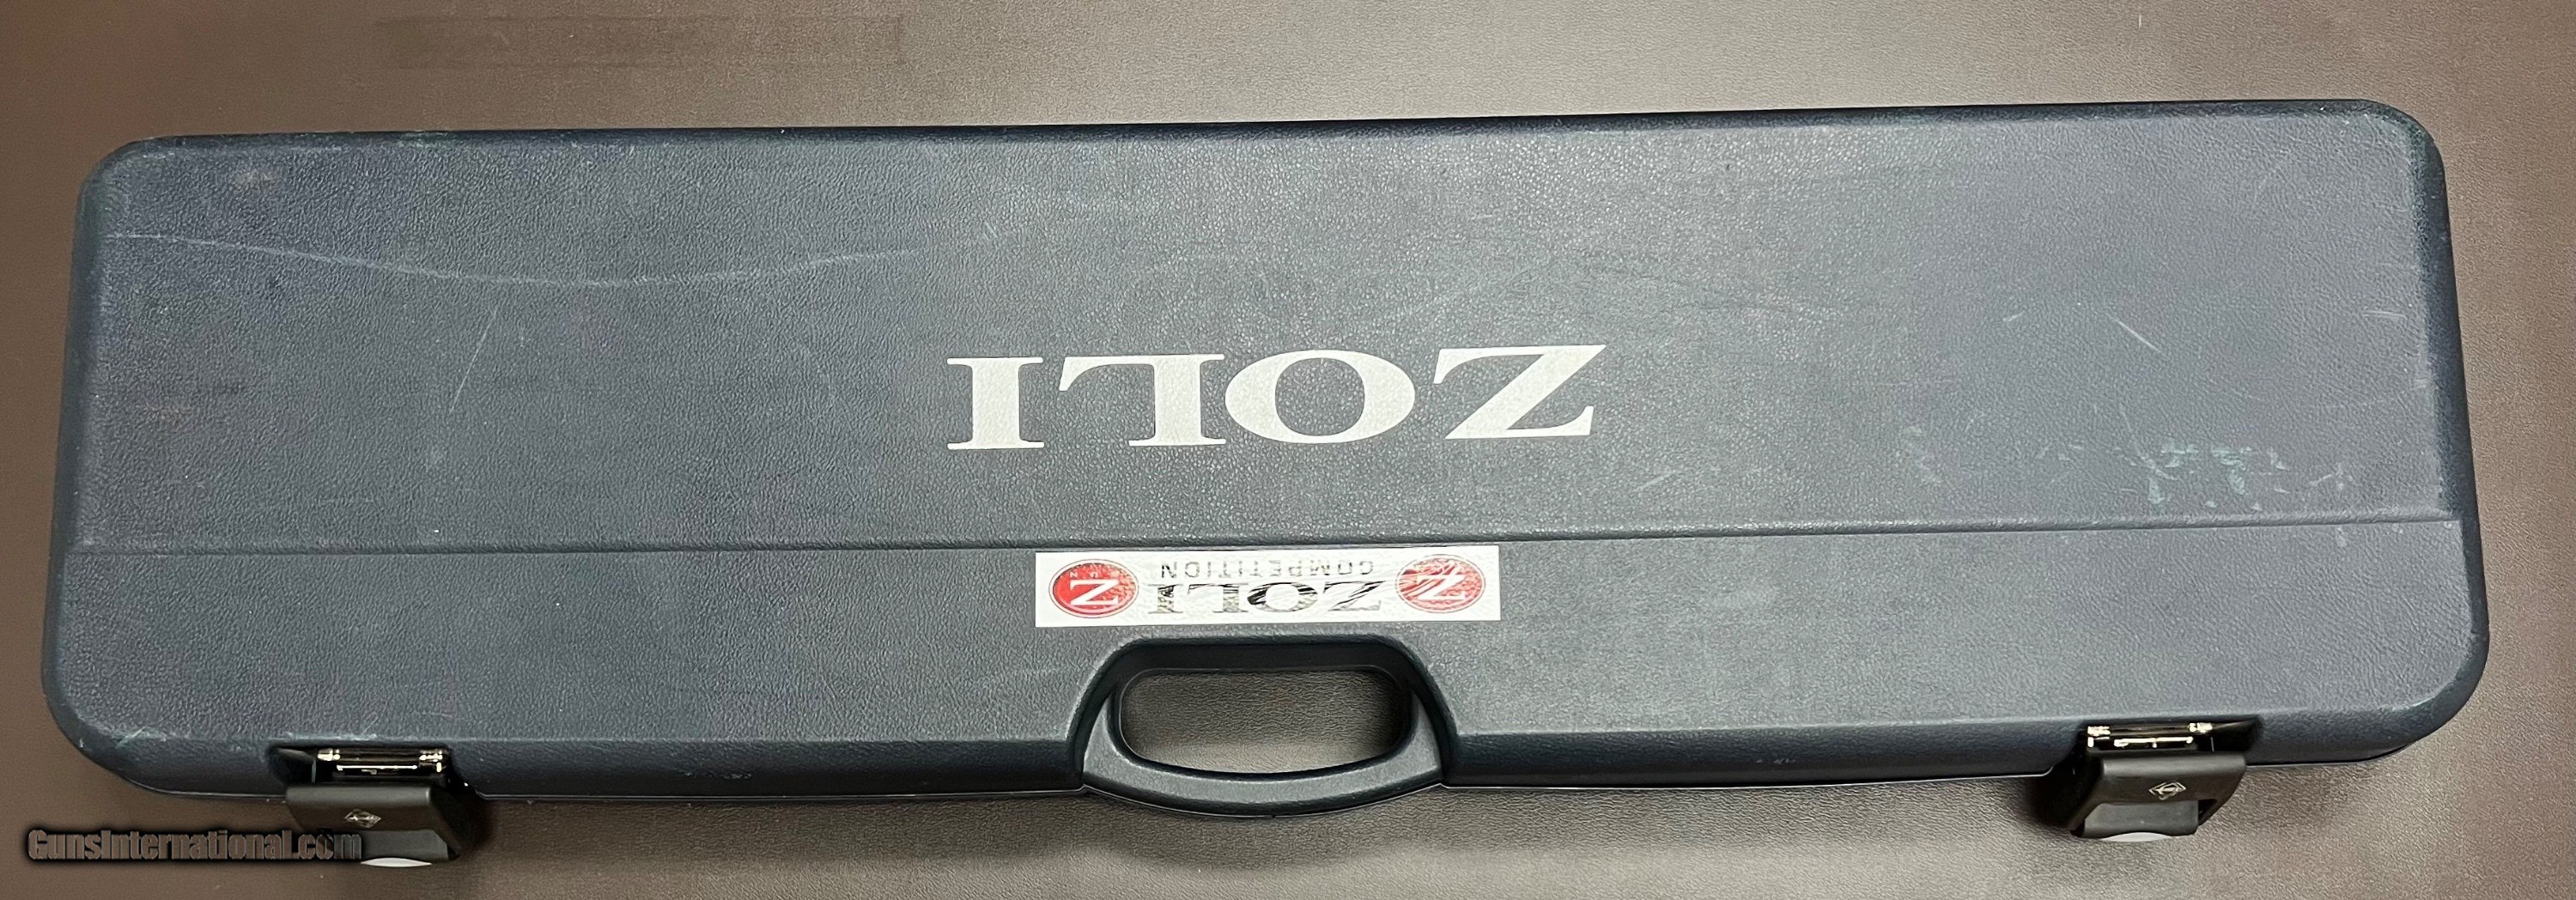 ZOLI
ZOLI
COMPETITION
Z
Z
GunsInternational.com